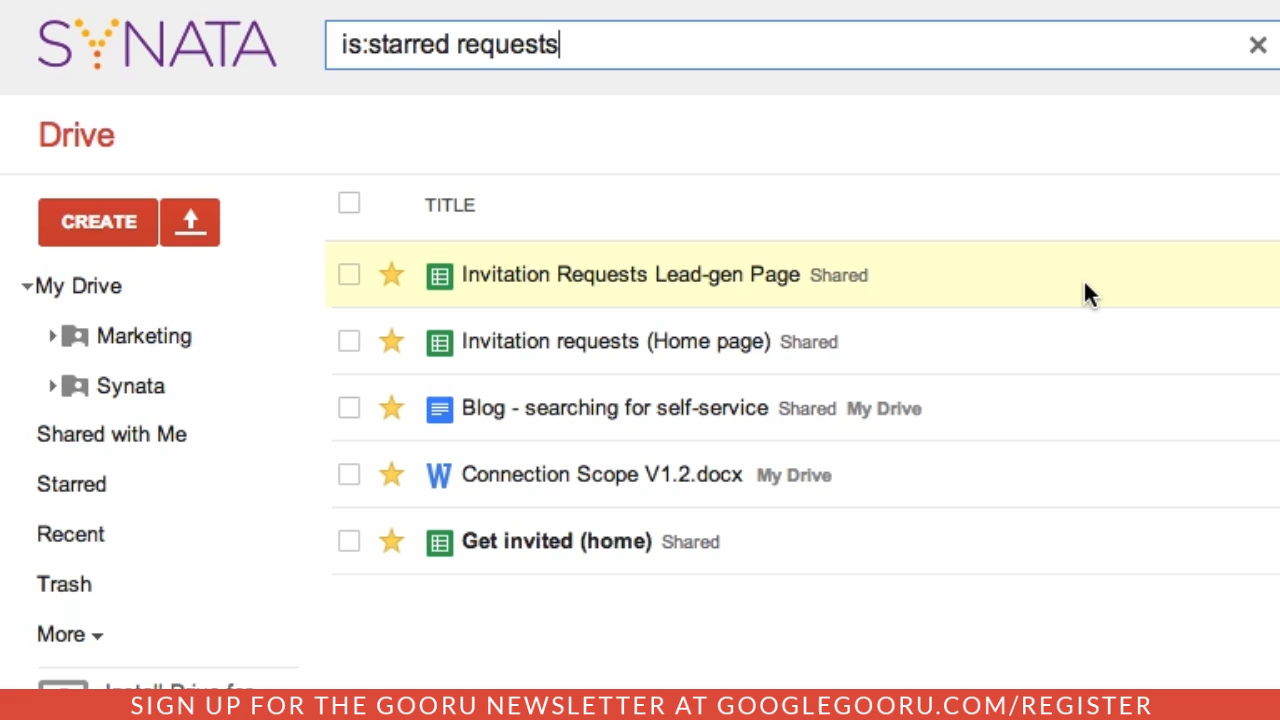 SYNATA
is:starred requests
Drive
CREATE
TITLE
My Drive
Marketing
Synata
Shared with Me
Starred
Recent
Trash
More
Invitation Requests Lead-gen Page Shared
Invitation requests (Home page) Shared
Blog - searching for self-service Shared My Drive
Connection Scope V1.2.docx My Drive
Get invited (home) Shared
Install Drive for
SIGN UP FOR THE GOORU NEWSLETTER AT GOOGLEGOORU.COM/REGISTER